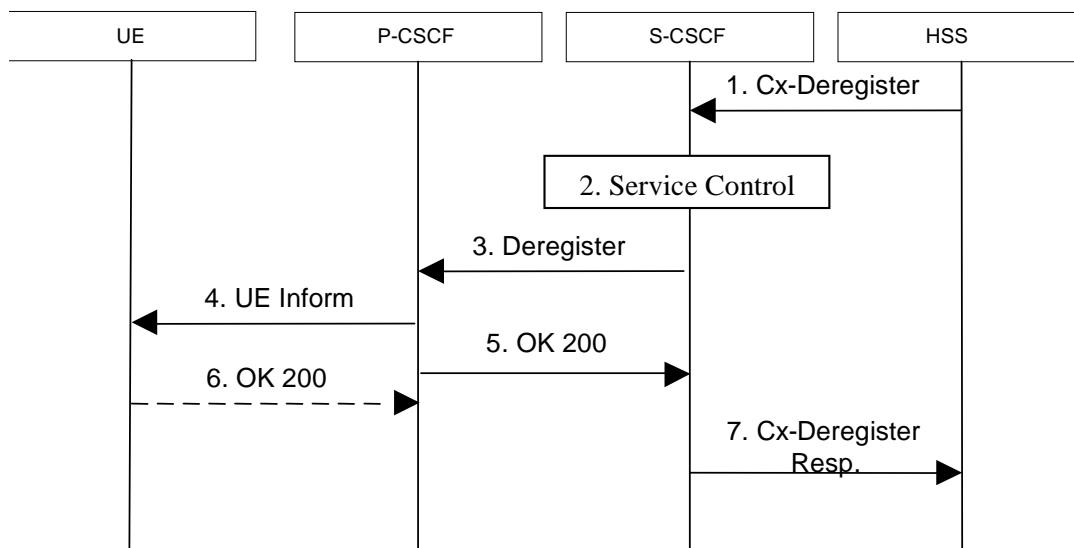 UE
P-CSCF
S-CSCF
HSS
1. Cx-Deregister
2. Service Control
3. Deregister
4. UE Inform
5. OK 200
6. OK 200
7. Cx-Deregister
Resp.